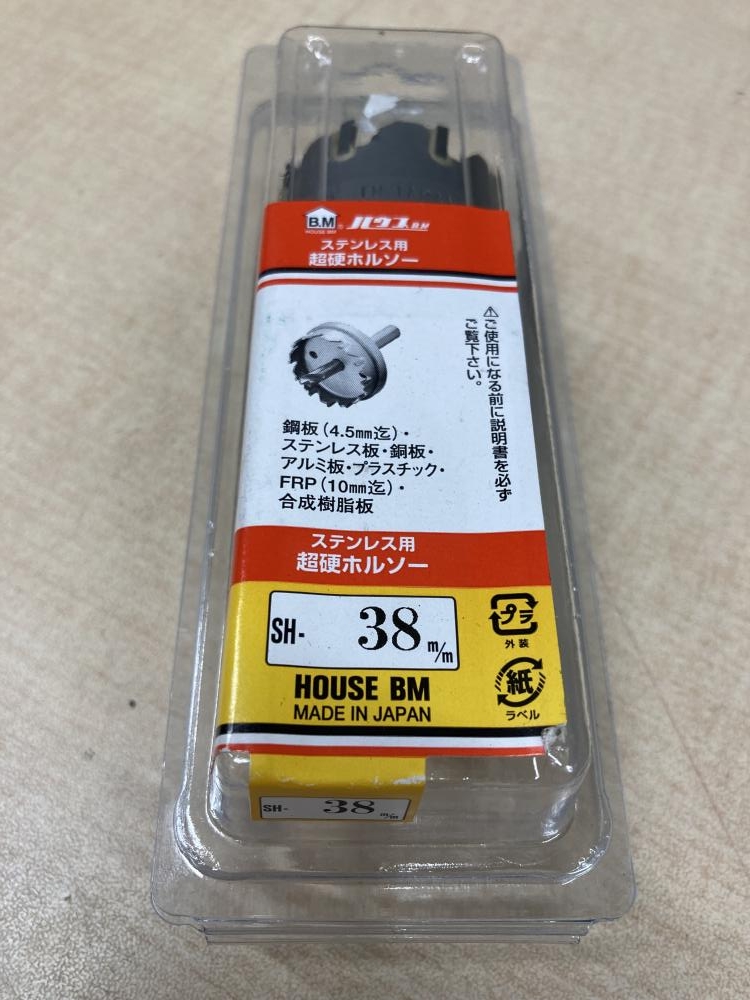 B.M® ハウスB.M
HOUSE BM
ステンレス用
超硬ホルソー
⚠ご使用になる前に説明書を必ず
ご覧下さい。
鋼板(4.5mm迄)・
ステンレス板・銅板・
アルミ板・プラスチック・
FRP(10mm迄)・
合成樹脂板
ステンレス用
超硬ホルソー
SH- 38 m/m
プラ
外装
HOUSE BM
MADE IN JAPAN
紙
ラベル
SH- 38 m/m